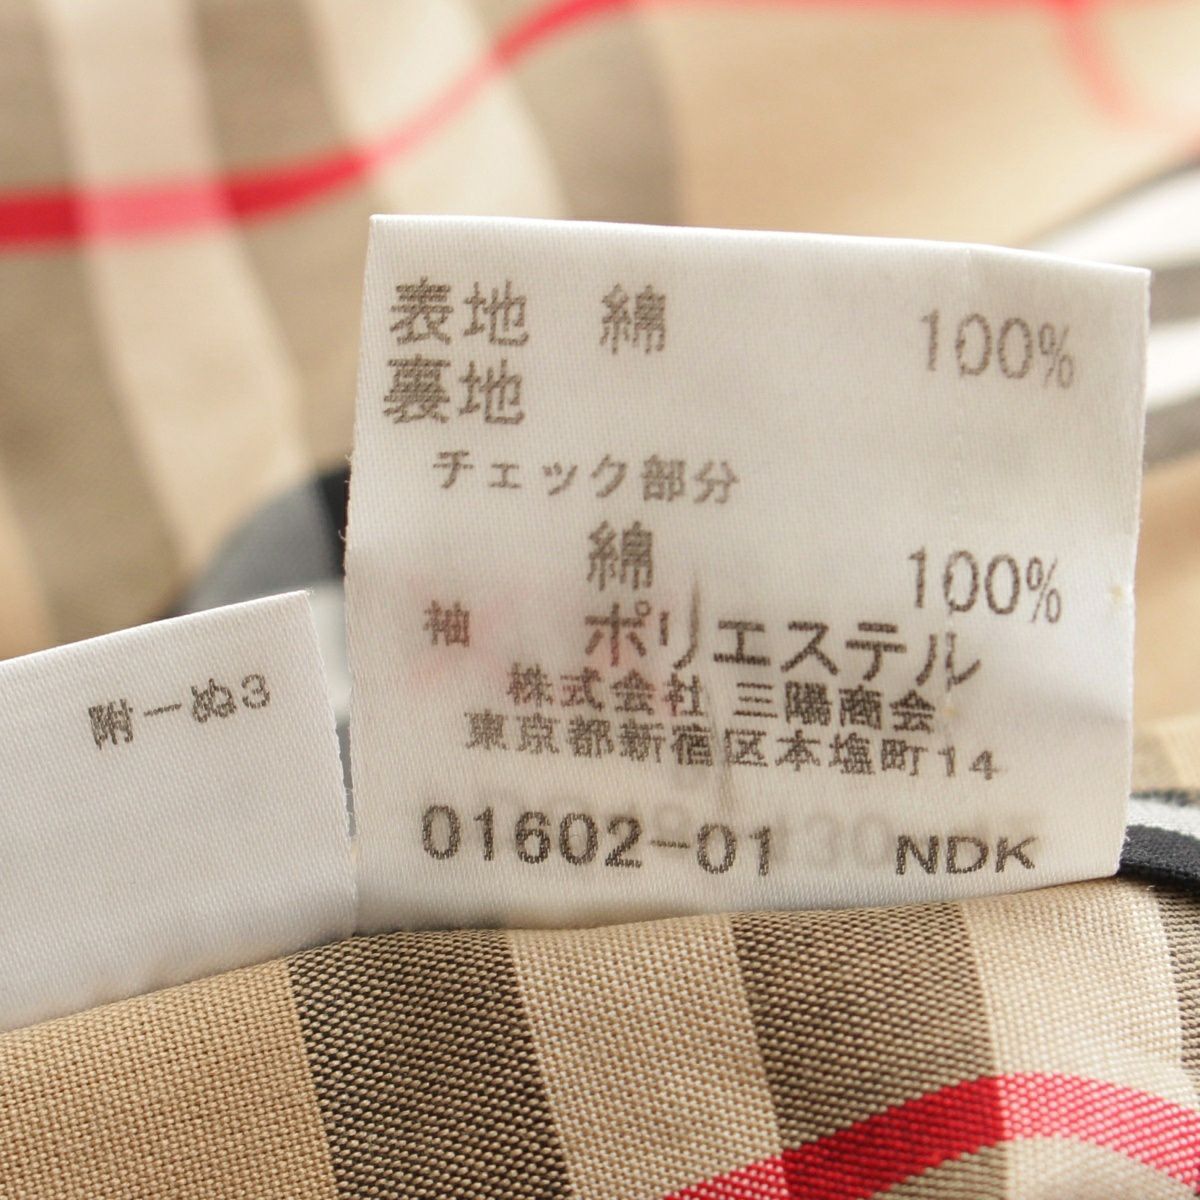 表地 綿 100%
裏地
チェック部分
綿 100%
袖 ポリエステル
株式会社 三陽商会
東京都新宿区本塩町14
01602-01 NDK
附-ぬ3